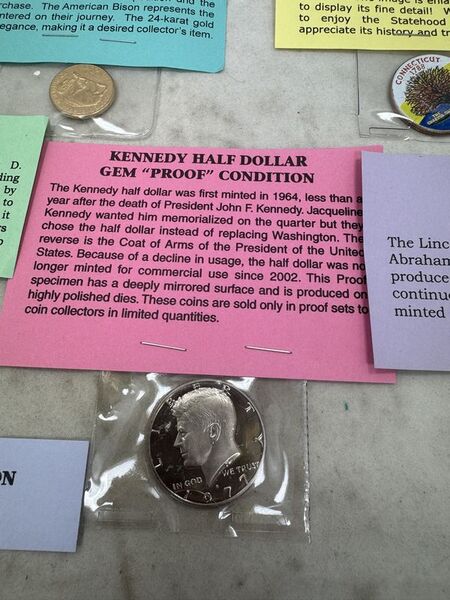 rchase. The American Bison represents the
ntered on their journey. The 24-karat gold
egance, making it a desired collector's item.
to display its fine detail!
to enjoy the Statehood
appreciate its history and tr
CONNECTICUT
1788
D.
ding
by
to
it
rs
o
KENNEDY HALF DOLLAR
GEM "PROOF" CONDITION
The Kennedy half dollar was first minted in 1964, less than a
year after the death of President John F. Kennedy. Jacqueline
Kennedy wanted him memorialized on the quarter but they
chose the half dollar instead of replacing Washington. The
reverse is the Coat of Arms of the President of the United
States. Because of a decline in usage, the half dollar was no
longer minted for commercial use since 2002. This Proof
specimen has a deeply mirrored surface and is produced on
highly polished dies. These coins are sold only in proof sets to
coin collectors in limited quantities.
The Linc
Abraham
produce
continue
minted
LIBERTY
IN GOD WE TRUST
1977
ON